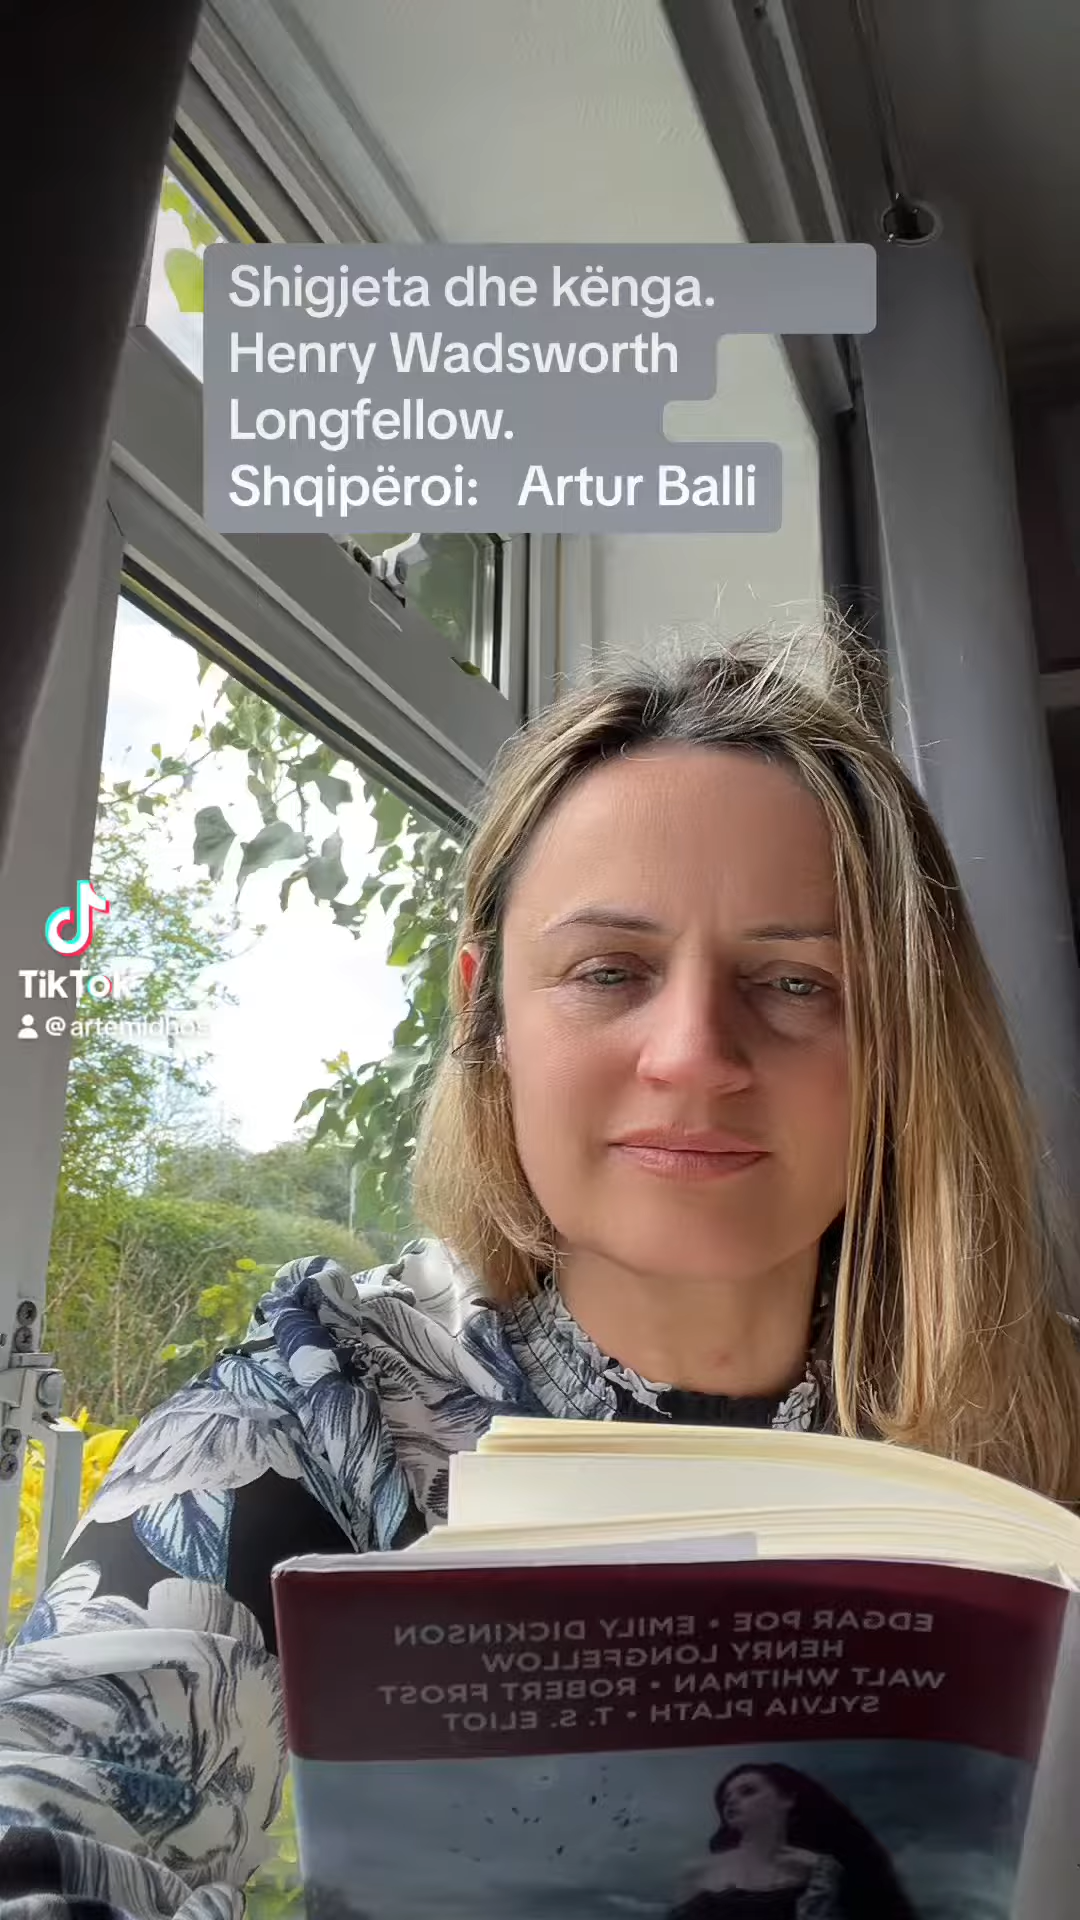 Shigjeta dhe kënga.
Henry Wadsworth
Longfellow.
Shqipëroi: Artur Balli
TikTok
EDGAR POE • EMILY DICKINSON
HENRY LONGFELLOW
WALT WHITMAN • ROBERT FROST
SYLVIA PLATH • T. S. ELIOT